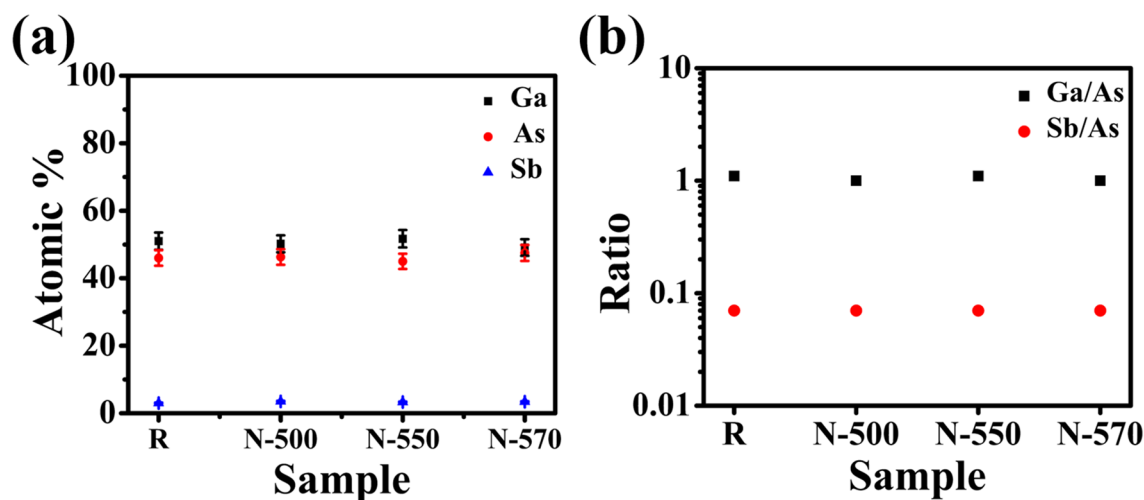 (a)
100
80
60
40
20
0
Atomic %
Ga
As
Sb
R N-500 N-550 N-570
Sample
(b)
10
1
0.1
0.01
Ratio
Ga/As
Sb/As
R N-500 N-550 N-570
Sample